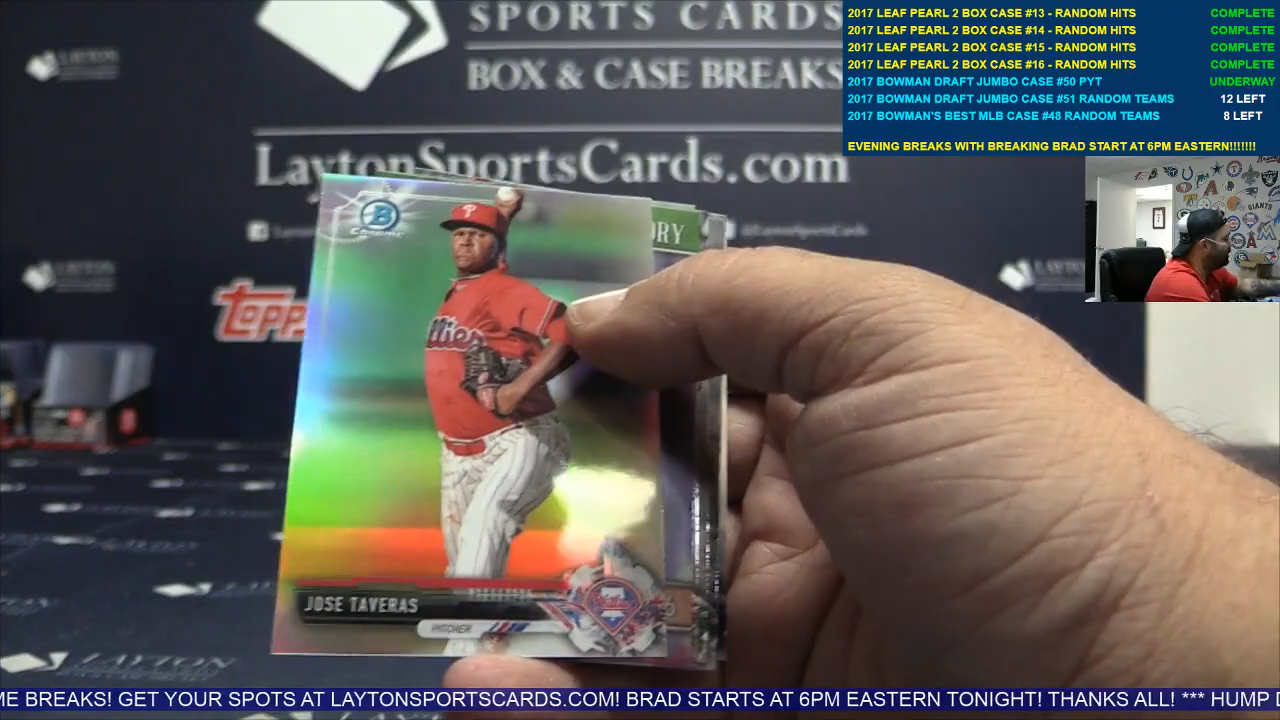 SPORTS CARDS
BOX & CASE BREAKS
LaytonSportsCards.com
2017 LEAF PEARL 2 BOX CASE #13 - RANDOM HITS COMPLETE
2017 LEAF PEARL 2 BOX CASE #14 - RANDOM HITS COMPLETE
2017 LEAF PEARL 2 BOX CASE #15 - RANDOM HITS COMPLETE
2017 LEAF PEARL 2 BOX CASE #16 - RANDOM HITS COMPLETE
2017 BOWMAN DRAFT JUMBO CASE #50 PYT UNDERWAY
2017 BOWMAN DRAFT JUMBO CASE #51 RANDOM TEAMS 12 LEFT
2017 BOWMAN'S BEST MLB CASE #48 RANDOM TEAMS 8 LEFT
EVENING BREAKS WITH BREAKING BRAD START AT 6PM EASTERN!!!!!!!
B
Chrome
P
ORY
llies
TOPPS
JOSE TAVERAS
PITCHER
LAYTON
ME BREAKS! GET YOUR SPOTS AT LAYTONSPORTSCARDS.COM! BRAD STARTS AT 6PM EASTERN TONIGHT! THANKS ALL! *** HUMP D